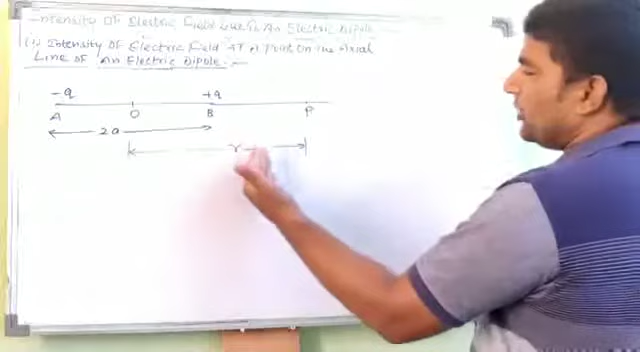 Intensity Of Electric Field due to An Electric Dipole
(i) Intensity Of Electric Field AT A Point On the Axial
Line Of An Electric Dipole :-
-q +q
A O B P
2a
r